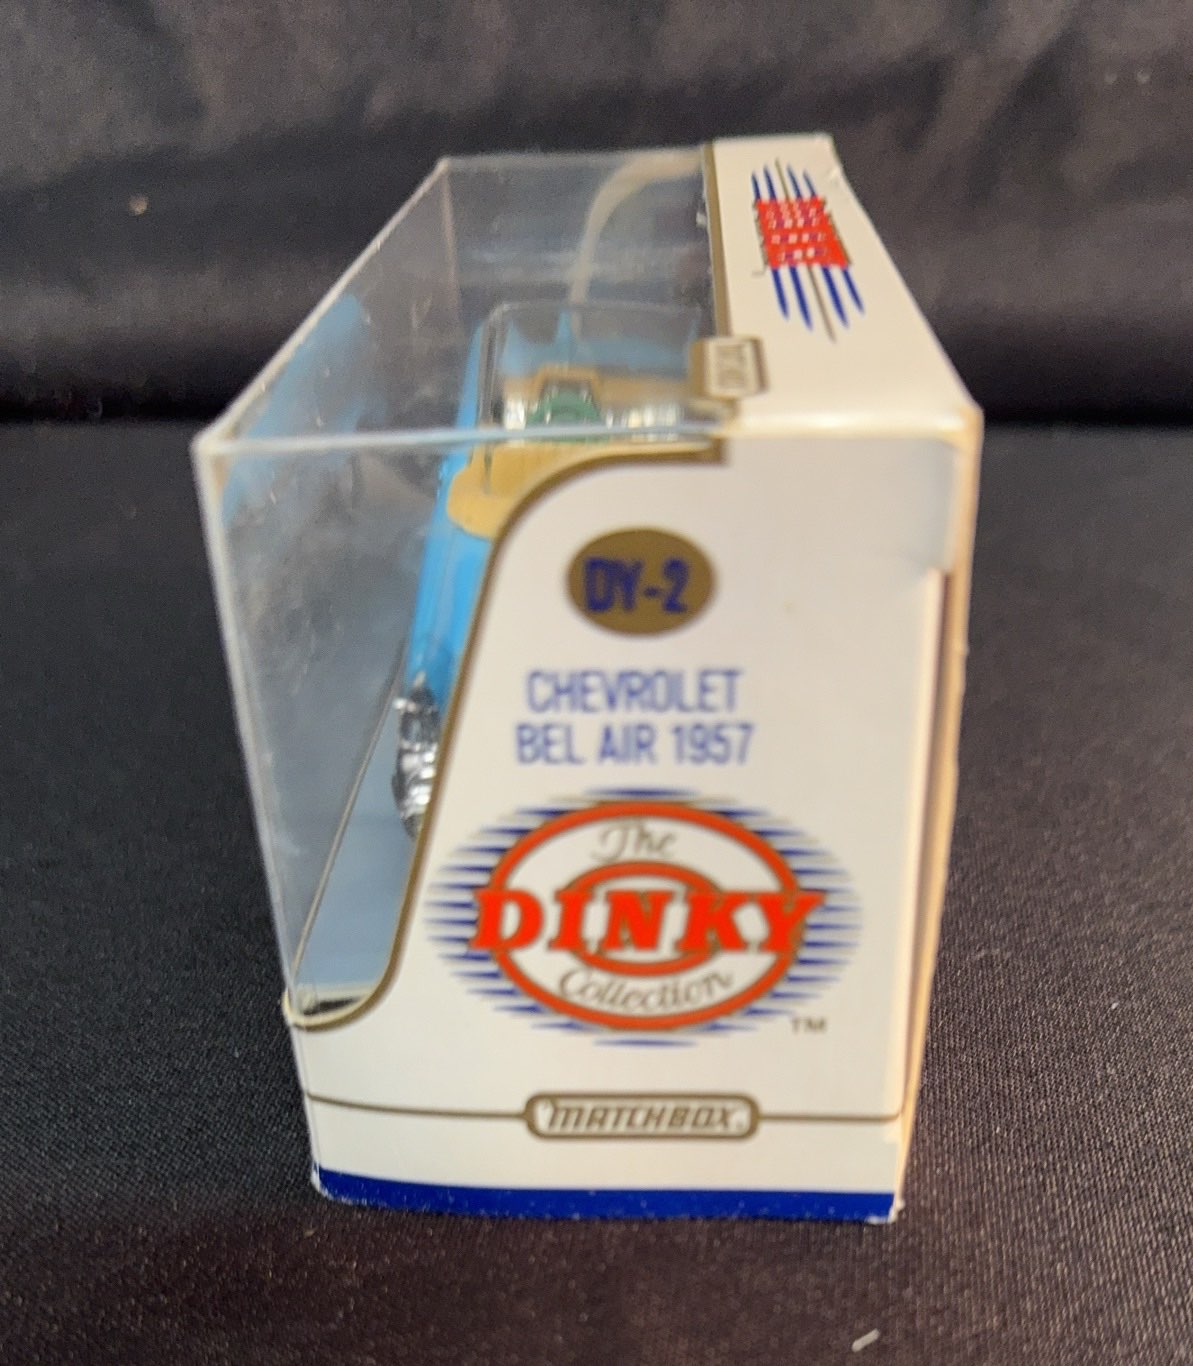 DY-2
CHEVROLET
BEL AIR 1957
The
DINKY
Collection
TM
MATCHBOX